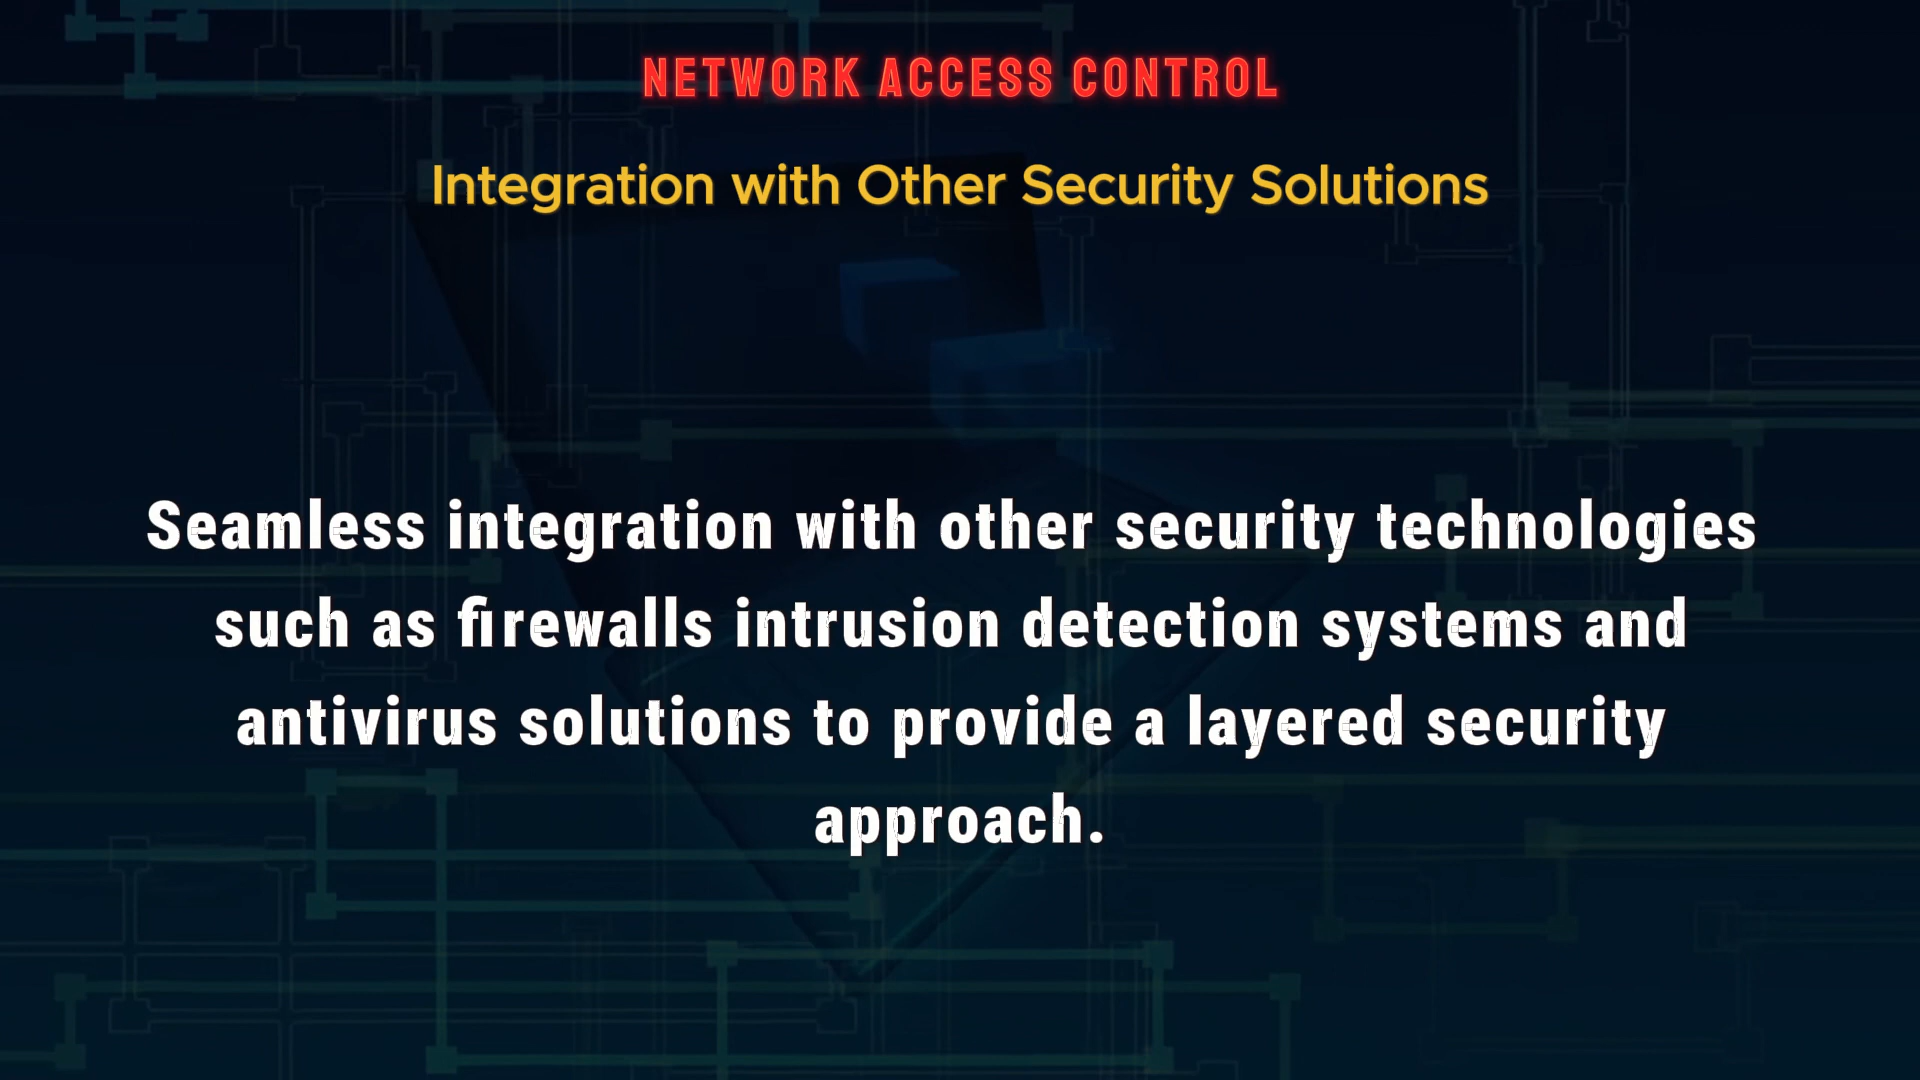 NETWORK ACCESS CONTROL
Integration with Other Security Solutions
Seamless integration with other security technologies
such as firewalls intrusion detection systems and
antivirus solutions to provide a layered security
approach.